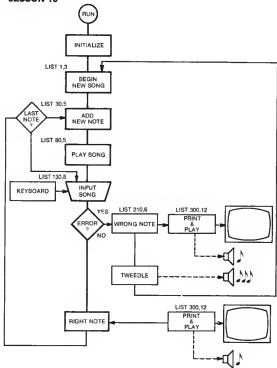 LESSON 10
RUN
INITIALIZE
LIST 1,3
BEGIN
NEW SONG
LIST 30,5
LAST
NOTE
?
ADD
NEW NOTE
LIST 80,5
PLAY SONG
LIST 130,6
KEYBOARD
INPUT
SONG
YES
ERROR
?
NO
LIST 210,6
WRONG NOTE
LIST 300,12
PRINT
&
PLAY
TWEEDLE
LIST 300,12
RIGHT NOTE
PRINT
&
PLAY